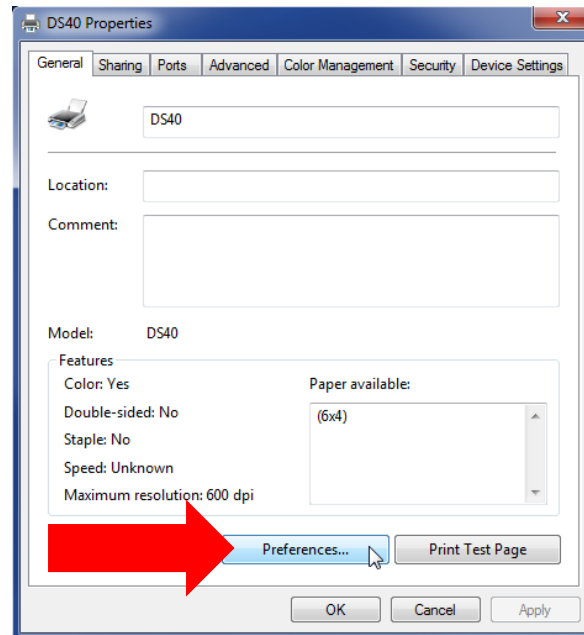 DS40 Properties
General Sharing Ports Advanced Color Management Security Device Settings
DS40
Location:
Comment:
Model: DS40
Features
Color: Yes
Double-sided: No
Staple: No
Speed: Unknown
Maximum resolution: 600 dpi
Paper available:
(6x4)
Preferences... Print Test Page
OK Cancel Apply